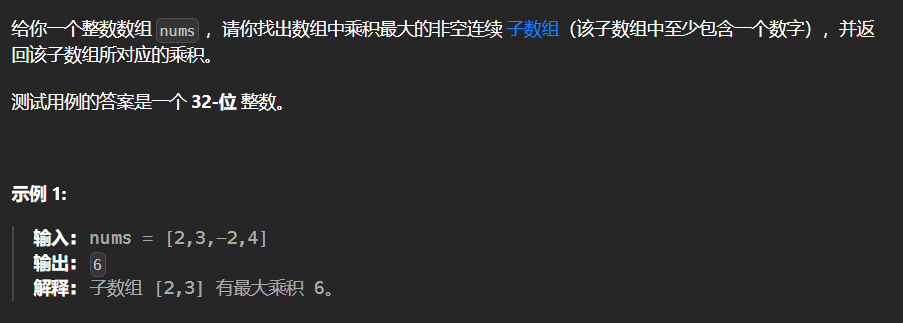 给你一个整数数组 nums ，请你找出数组中乘积最大的非空连续 子数组（该子数组中至少包含一个数字），并返
回该子数组所对应的乘积。
测试用例的答案是一个 32-位 整数。
示例 1:
输入: nums = [2,3,-2,4]
输出: 6
解释: 子数组 [2,3] 有最大乘积 6。